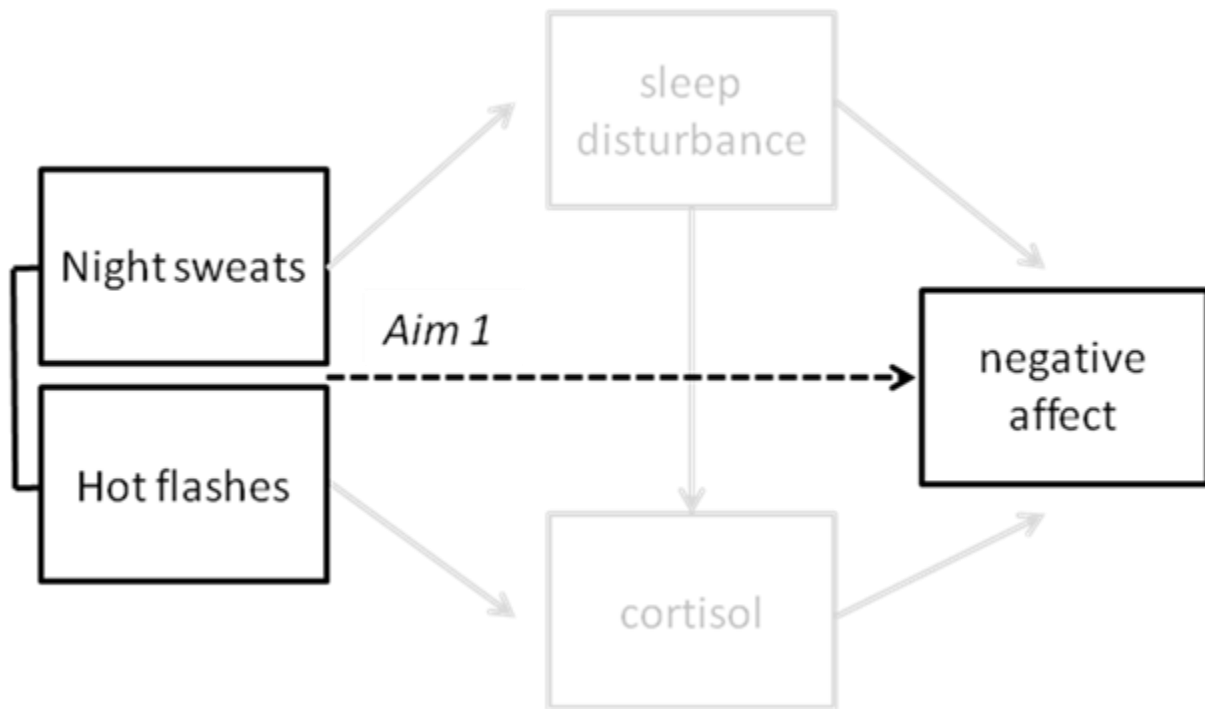 sleep
disturbance
Night sweats
Aim 1
negative
affect
Hot flashes
cortisol